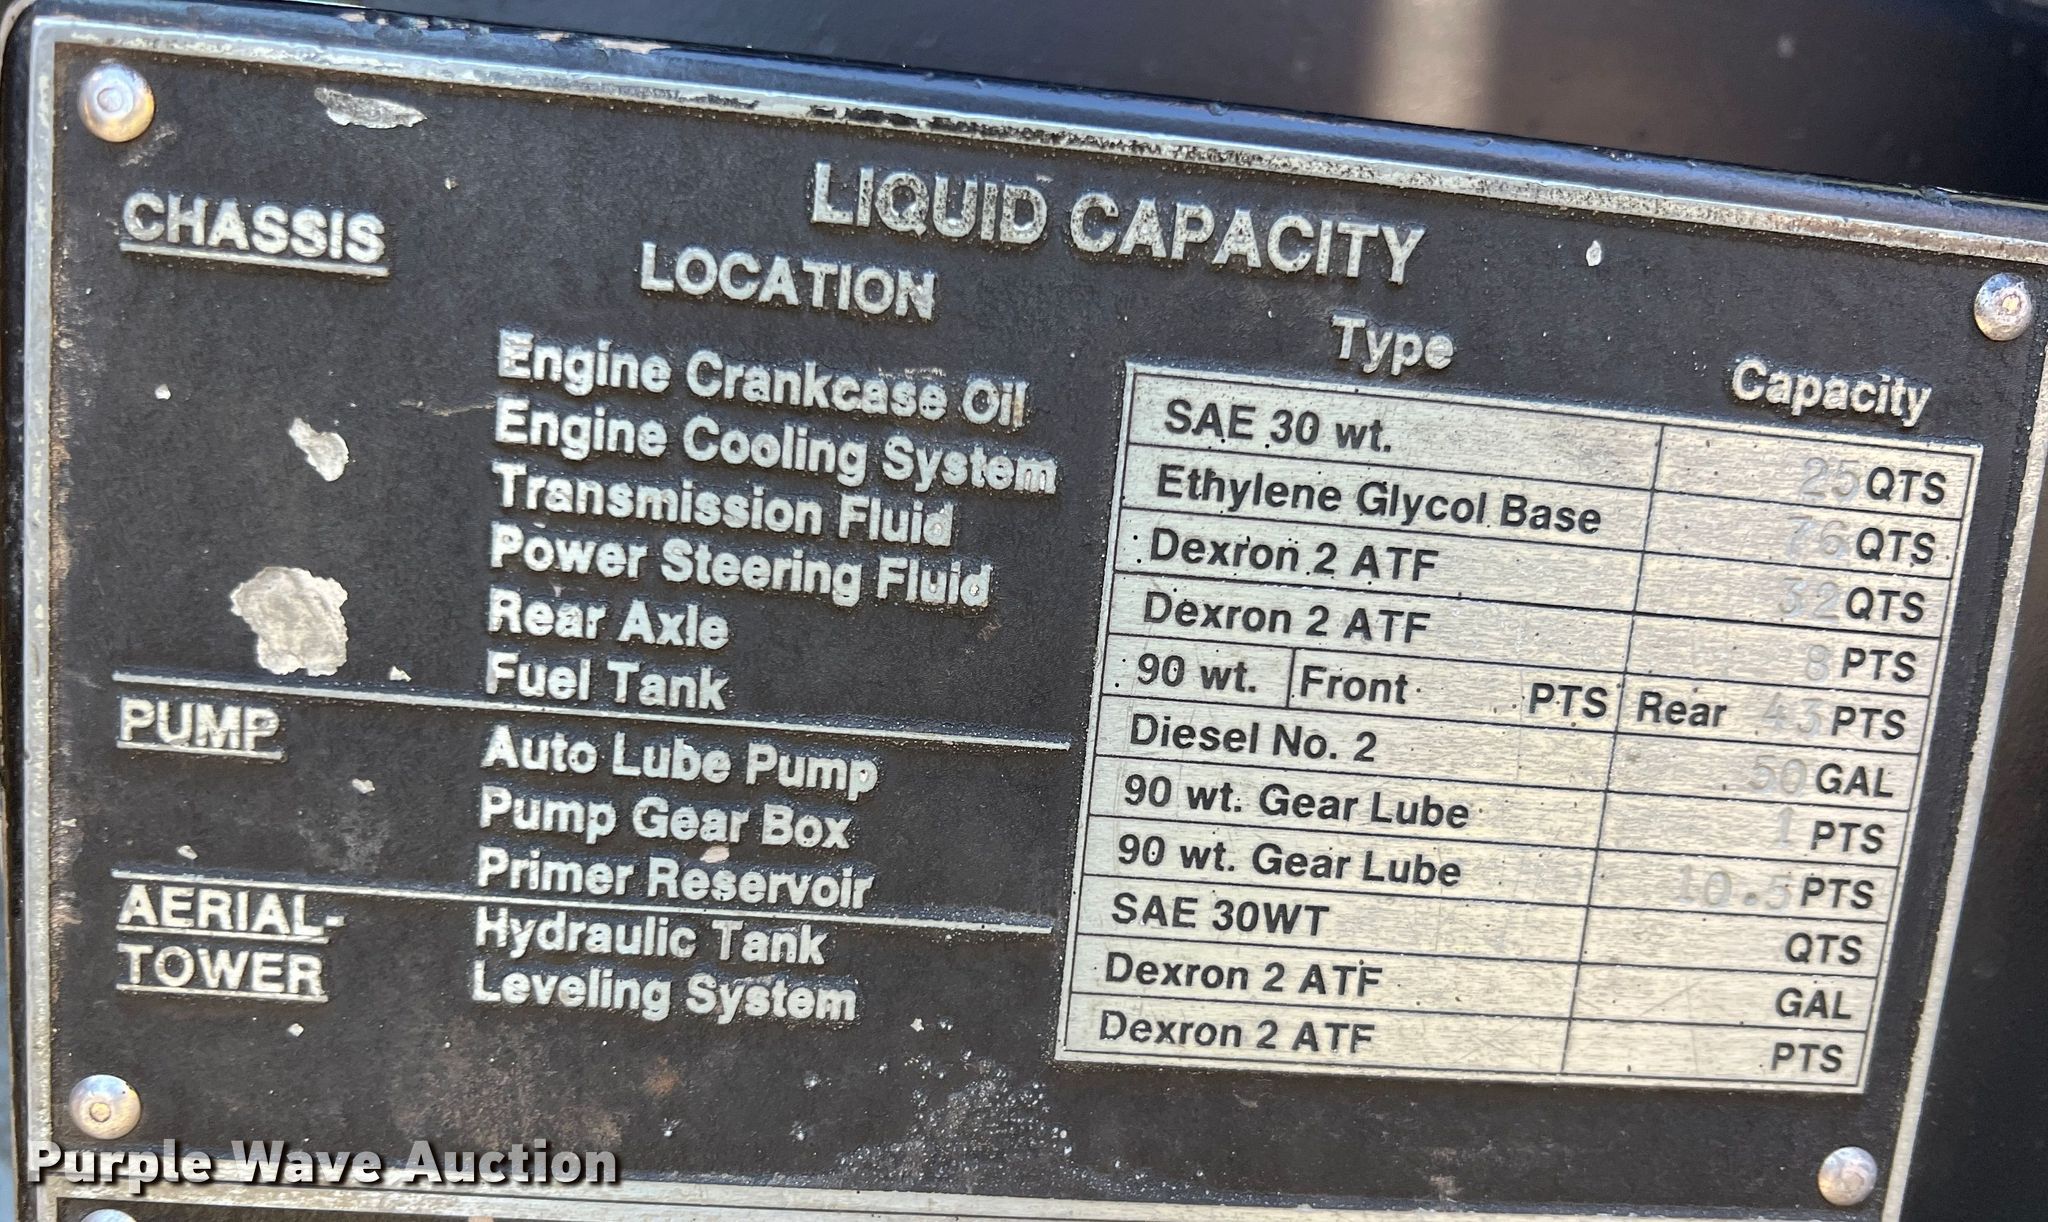 LIQUID CAPACITY
CHASSIS
LOCATION Type Capacity
Engine Crankcase Oil SAE 30 wt. 25 QTS
Engine Cooling System Ethylene Glycol Base 76 QTS
Transmission Fluid Dexron 2 ATF 32 QTS
Power Steering Fluid Dexron 2 ATF 8 PTS
Rear Axle 90 wt. Front PTS Rear 43 PTS
Fuel Tank Diesel No. 2 50 GAL
PUMP
Auto Lube Pump 90 wt. Gear Lube 1 PTS
Pump Gear Box 90 wt. Gear Lube 10.5 PTS
Primer Reservoir SAE 30WT QTS
AERIAL-
TOWER
Hydraulic Tank Dexron 2 ATF GAL
Leveling System Dexron 2 ATF PTS
Purple Wave Auction